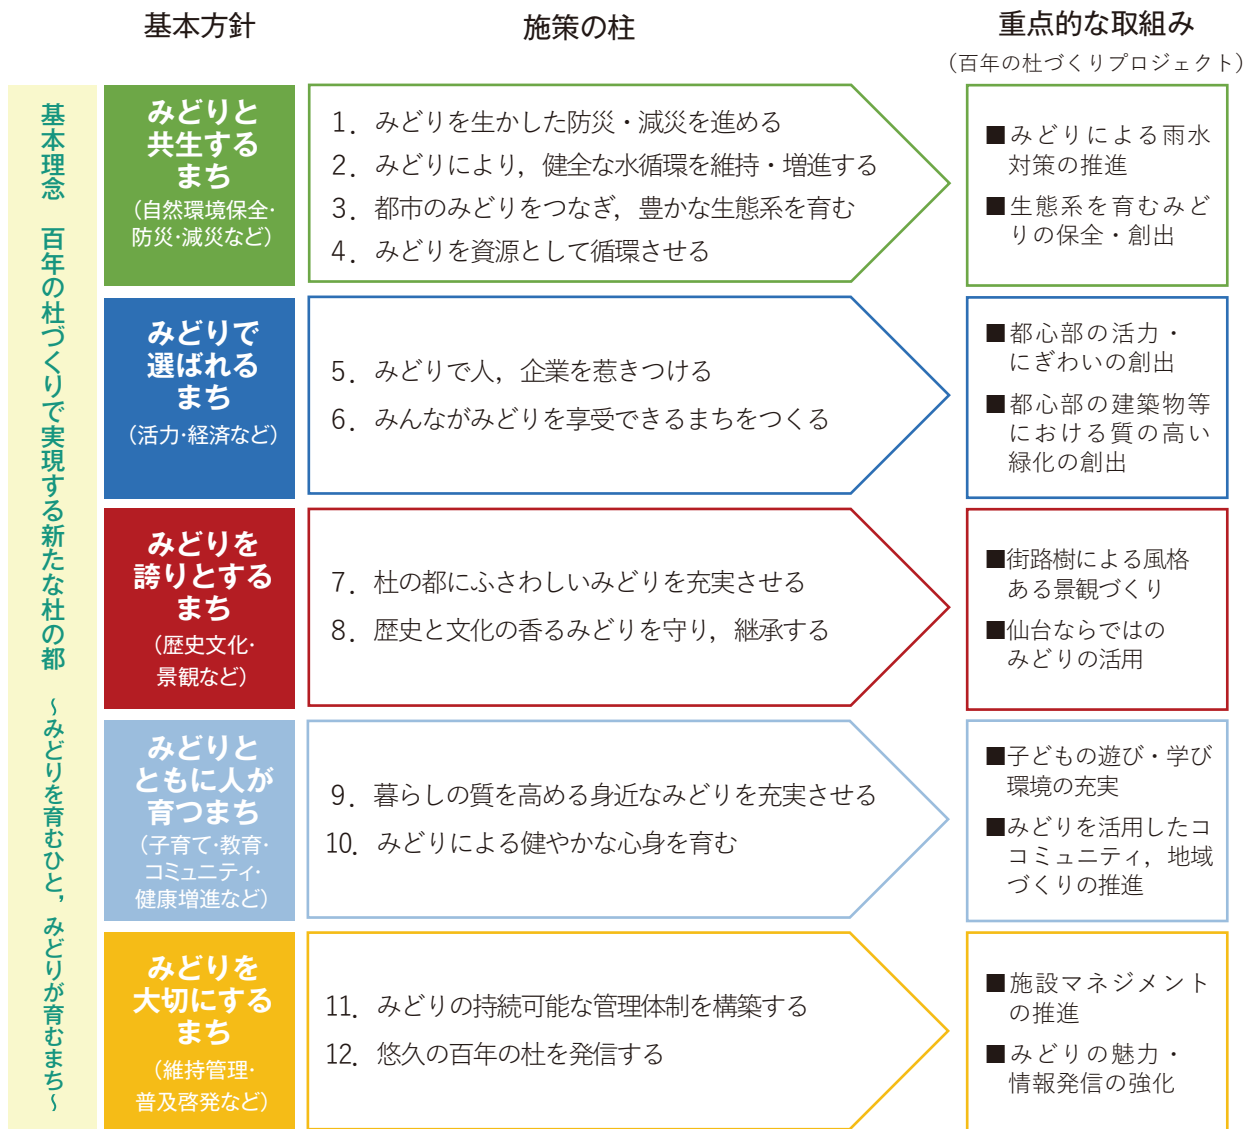 基本方針
施策の柱
重点的な取組み
(百年の杜づくりプロジェクト)
基本理念　百年の杜づくりで実現する新たな杜の都　～みどりを育むひと，みどりが育むまち～
みどりと
共生する
まち
(自然環境保全・
防災・減災など)
1．みどりを生かした防災・減災を進める
2．みどりにより，健全な水循環を維持・増進する
3．都市のみどりをつなぎ，豊かな生態系を育む
4．みどりを資源として循環させる
■みどりによる雨水
対策の推進
■生態系を育むみど
りの保全・創出
みどりで
選ばれる
まち
(活力・経済など)
5．みどりで人，企業を惹きつける
6．みんながみどりを享受できるまちをつくる
■都心部の活力・
にぎわいの創出
■都心部の建築物等
における質の高い
緑化の創出
みどりを
誇りとする
まち
(歴史文化・
景観など)
7．杜の都にふさわしいみどりを充実させる
8．歴史と文化の香るみどりを守り，継承する
■街路樹による風格
ある景観づくり
■仙台ならではの
みどりの活用
みどりと
ともに人が
育つまち
(子育て・教育・
コミュニティ・
健康増進など)
9．暮らしの質を高める身近なみどりを充実させる
10．みどりによる健やかな心身を育む
■子どもの遊び・学び
環境の充実
■みどりを活用したコ
コミュニティ，地域
づくりの推進
みどりを
大切にする
まち
(維持管理・
普及啓発など)
11．みどりの持続可能な管理体制を構築する
12．悠久の百年の杜を発信する
■施設マネジメント
の推進
■みどりの魅力・
情報発信の強化